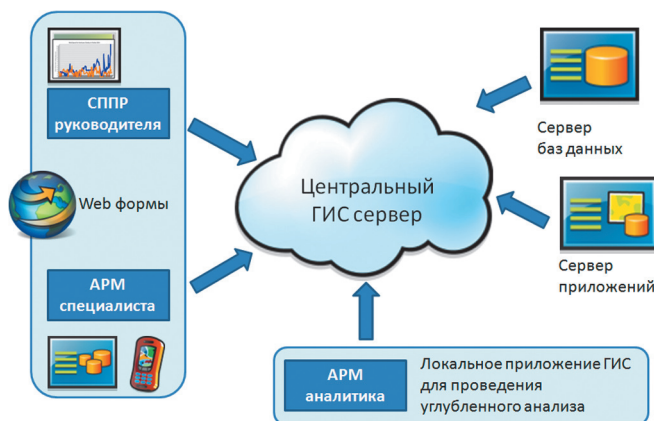 СППР
руководителя
Web формы
АРМ
специалиста
Центральный
ГИС сервер
Сервер
баз данных
Сервер
приложений
АРМ
аналитика
Локальное приложение ГИС
для проведения
углубленного анализа